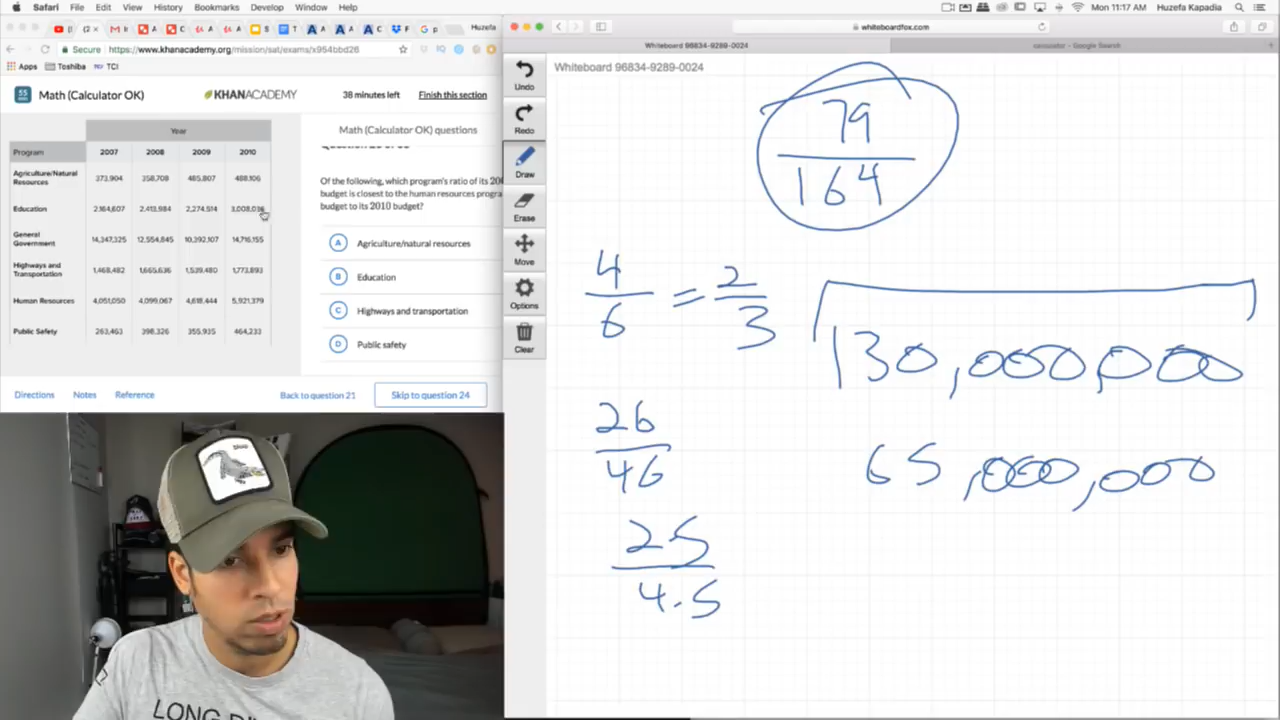 Safari File Edit View History Bookmarks Develop Window Help
Mon 11:17 AM Huzefa Kapadia
Huzefa
Secure https://www.khanacademy.org/mission/sat/exams/x954bbd26
Apps Toshiba TCI
whiteboardfox.com
Whiteboard 96834-9289-0024
Google Search
55
Math (Calculator OK)
KHANACADEMY
38 minutes left
Finish this section
Math (Calculator OK) questions
Year
Program 2007 2008 2009 2010
Agriculture/Natural Resources 373,904 358,708 485,807 488,106
Education 2,164,607 2,413,984 2,274,514
General Government 14,347,325 12,554,845 10,392,107 14,716,155
Highways and Transportation 1,468,482 1,665,636 1,539,480 1,773,893
Human Resources 4,051,050 4,099,067 4,618,444 5,921,379
Public Safety 263,463 398,326 355,935 464,233
Of the following, which program's ratio of its
budget is closest to the human resources
budget to its 2010 budget?
A Agriculture/natural resources
B Education
C Highways and transportation
D Public safety
Directions Notes Reference
Back to question 21
Skip to question 24
Whiteboard 96834-9289-0024
Undo
Redo
Draw
Erase
Move
Options
Clear
79
164
4
6
=
2
3
130,000,000
26
46
65,000,000
25
4.5
LONG